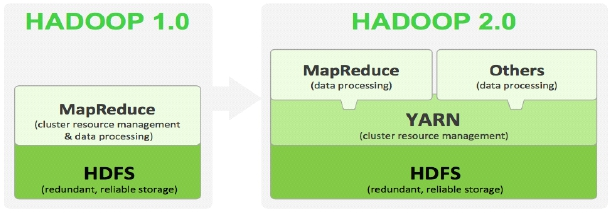 HADOOP 1.0
MapReduce
(cluster resource management
& data processing)
HDFS
(redundant, reliable storage)
HADOOP 2.0
MapReduce
(data processing)
Others
(data processing)
YARN
(cluster resource management)
HDFS
(redundant, reliable storage)